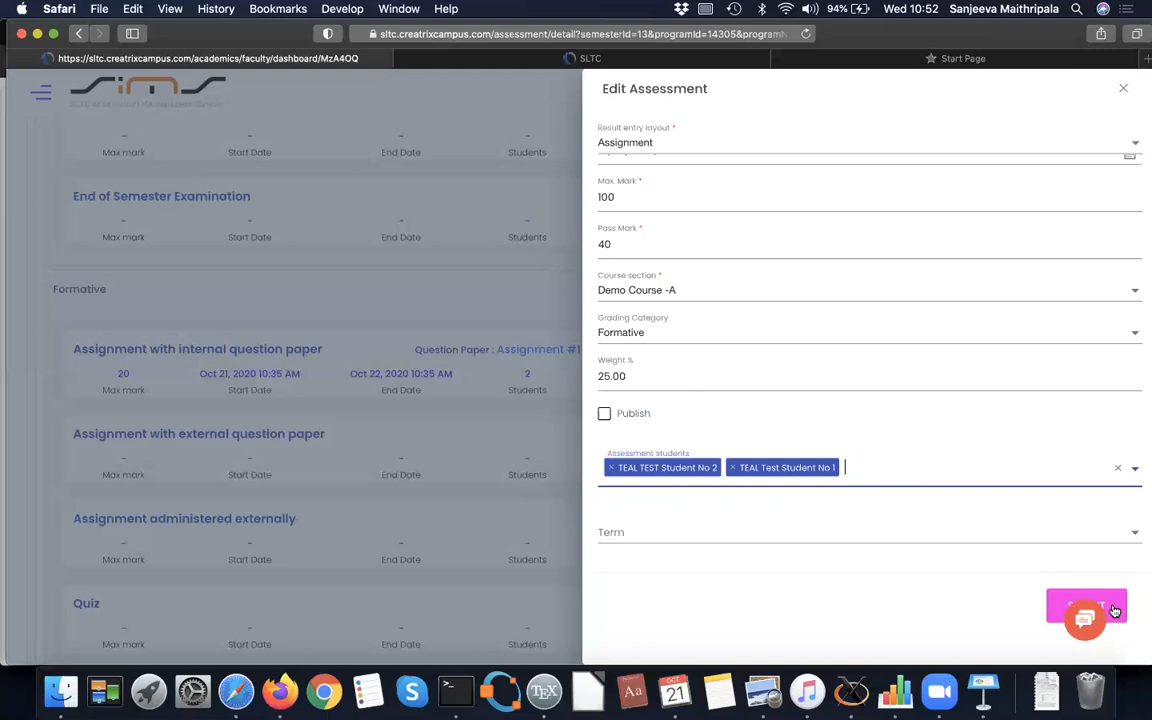 Safari File Edit View History Bookmarks Develop Window Help 94% Wed 10:52 Sanjeeva Maithripala
sltc.creatrixcampus.com/assessment/detail?semesterId=13&programId=14305&program
https://sltc.creatrixcampus.com/academics/faculty/dashboard/MzA4OQ SLTC Start Page
sims
Edit Assessment
Result entry layout *
Assignment
- - - -
Max mark Start Date End Date Students
Max. Mark *
100
End of Semester Examination
- - - -
Max mark Start Date End Date Students
Pass Mark *
40
Course section *
Demo Course -A
Formative
Grading Category
Formative
Assignment with internal question paper Question Paper : Assignment #1
20 Oct 21, 2020 10:35 AM Oct 22, 2020 10:35 AM 2
Max mark Start Date End Date Students
Weight %
25.00
Publish
Assignment with external question paper
- - - -
Max mark Start Date End Date Students
Assessment students
× TEAL TEST Student No 2 × TEAL Test Student No 1
Assignment administered externally
- - - -
Max mark Start Date End Date Students
Term
Quiz
- - - -
Max mark Start Date End Date Students
OCT
21